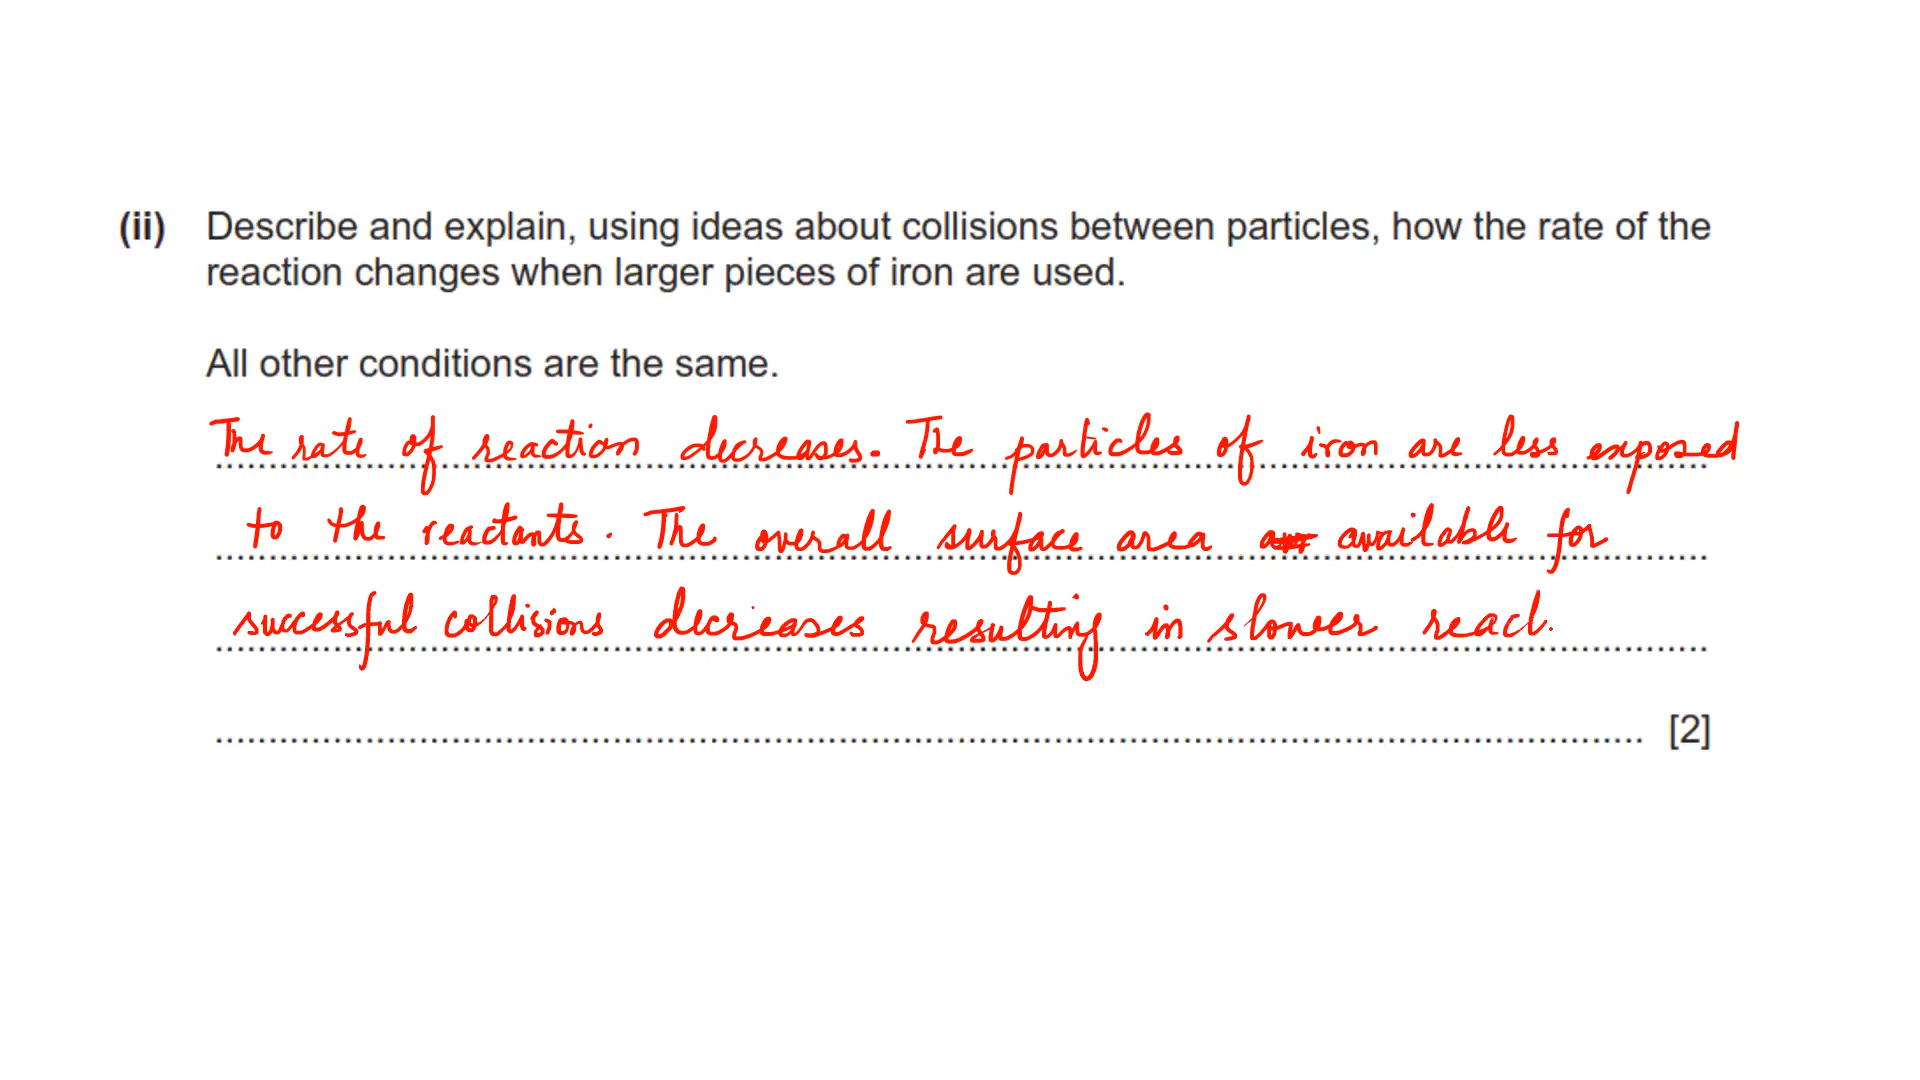 (ii) Describe and explain, using ideas about collisions between particles, how the rate of the
reaction changes when larger pieces of iron are used.
All other conditions are the same.
The rate of reaction decreases. The particles of iron are less exposed
to the reactants. The overall surface area available for
successful collisions decreases resulting in slower react.
[2]